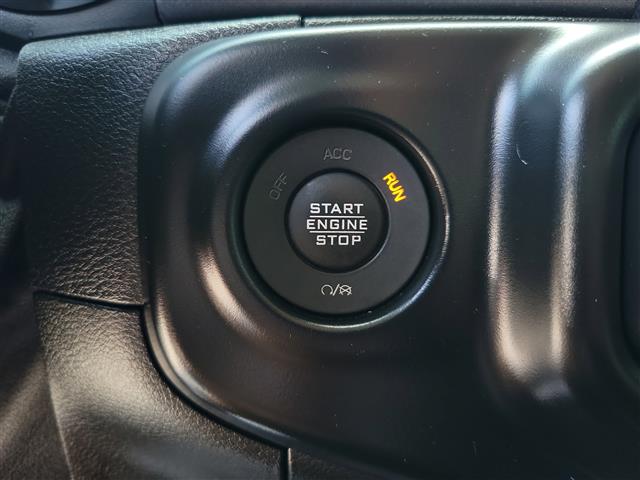 OFF
ACC
RUN
START
ENGINE
STOP